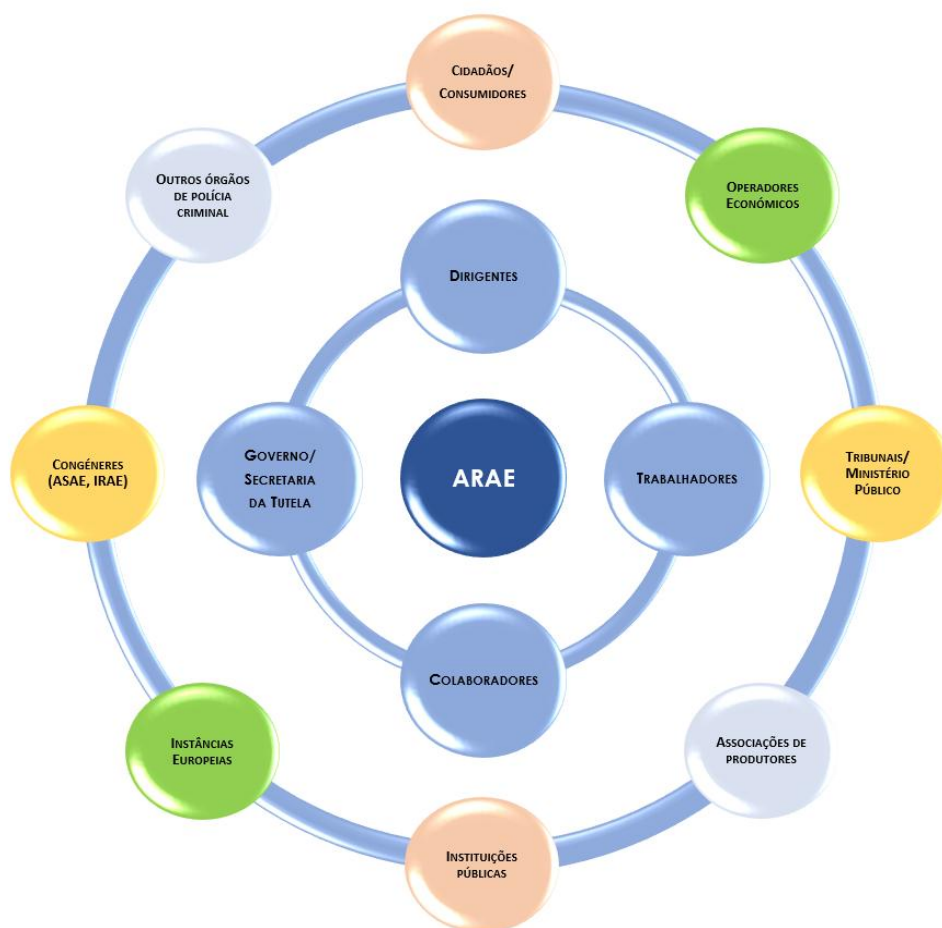 CIDADÃOS/
CONSUMIDORES
OPERADORES
ECONÓMICOS
OUTROS ÓRGÃOS
DE POLÍCIA
CRIMINAL
DIRIGENTES
CONGÉNERES
(ASAE, IRAE)
GOVERNO/
SECRETARIA
DA TUTELA
ARAE
TRABALHADORES
TRIBUNAIS/
MINISTÉRIO
PÚBLICO
COLABORADORES
INSTÂNCIAS
EUROPEIAS
ASSOCIAÇÕES DE
PRODUTORES
INSTITUIÇÕES
PÚBLICAS